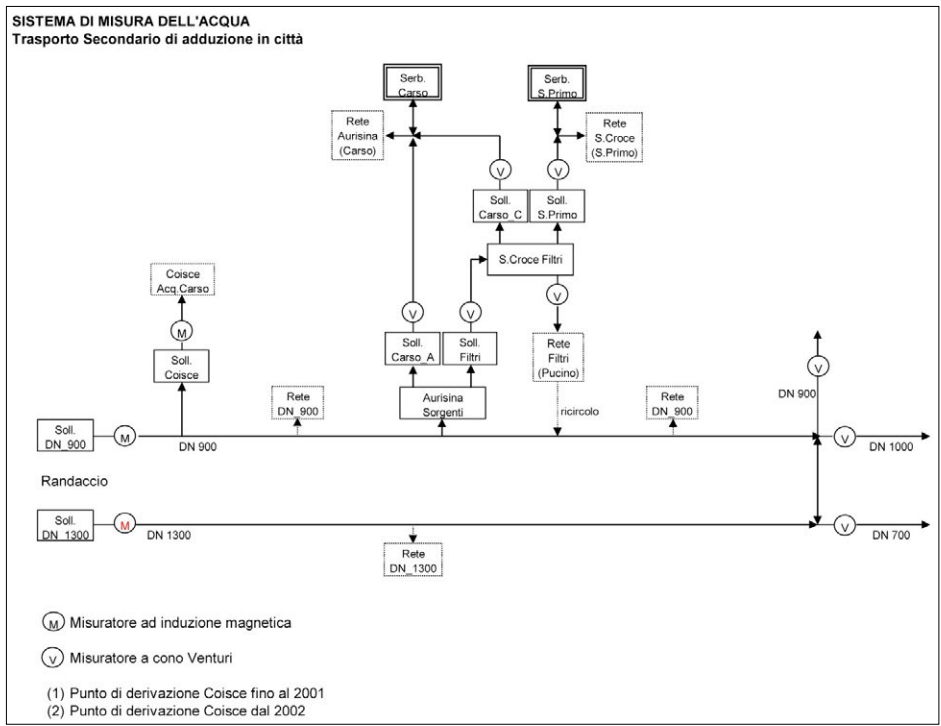 SISTEMA DI MISURA DELL'ACQUA
Trasporto Secondario di adduzione in città
Serb.
Carso
Serb.
S.Primo
Rete
Aurisina
(Carso)
Rete
S.Croce
(S.Primo)
V
V
Soll.
Carso_C
Soll.
S.Primo
S.Croce Filtri
Coisce
Acq.Carso
V
V
V
M
Soll.
Coisce
Soll.
Carso_A
Soll.
Filtri
Rete
Filtri
(Pucino)
V
Rete
DN_900
Aurisina
Sorgenti
ricircolo
Rete
DN_900
DN 900
Soll.
DN_900
M
DN 900
V
DN 1000
Randaccio
Soll.
DN_1300
M
DN 1300
V
DN 700
Rete
DN_1300
M Misuratore ad induzione magnetica
V Misuratore a cono Venturi
(1) Punto di derivazione Coisce fino al 2001
(2) Punto di derivazione Coisce dal 2002